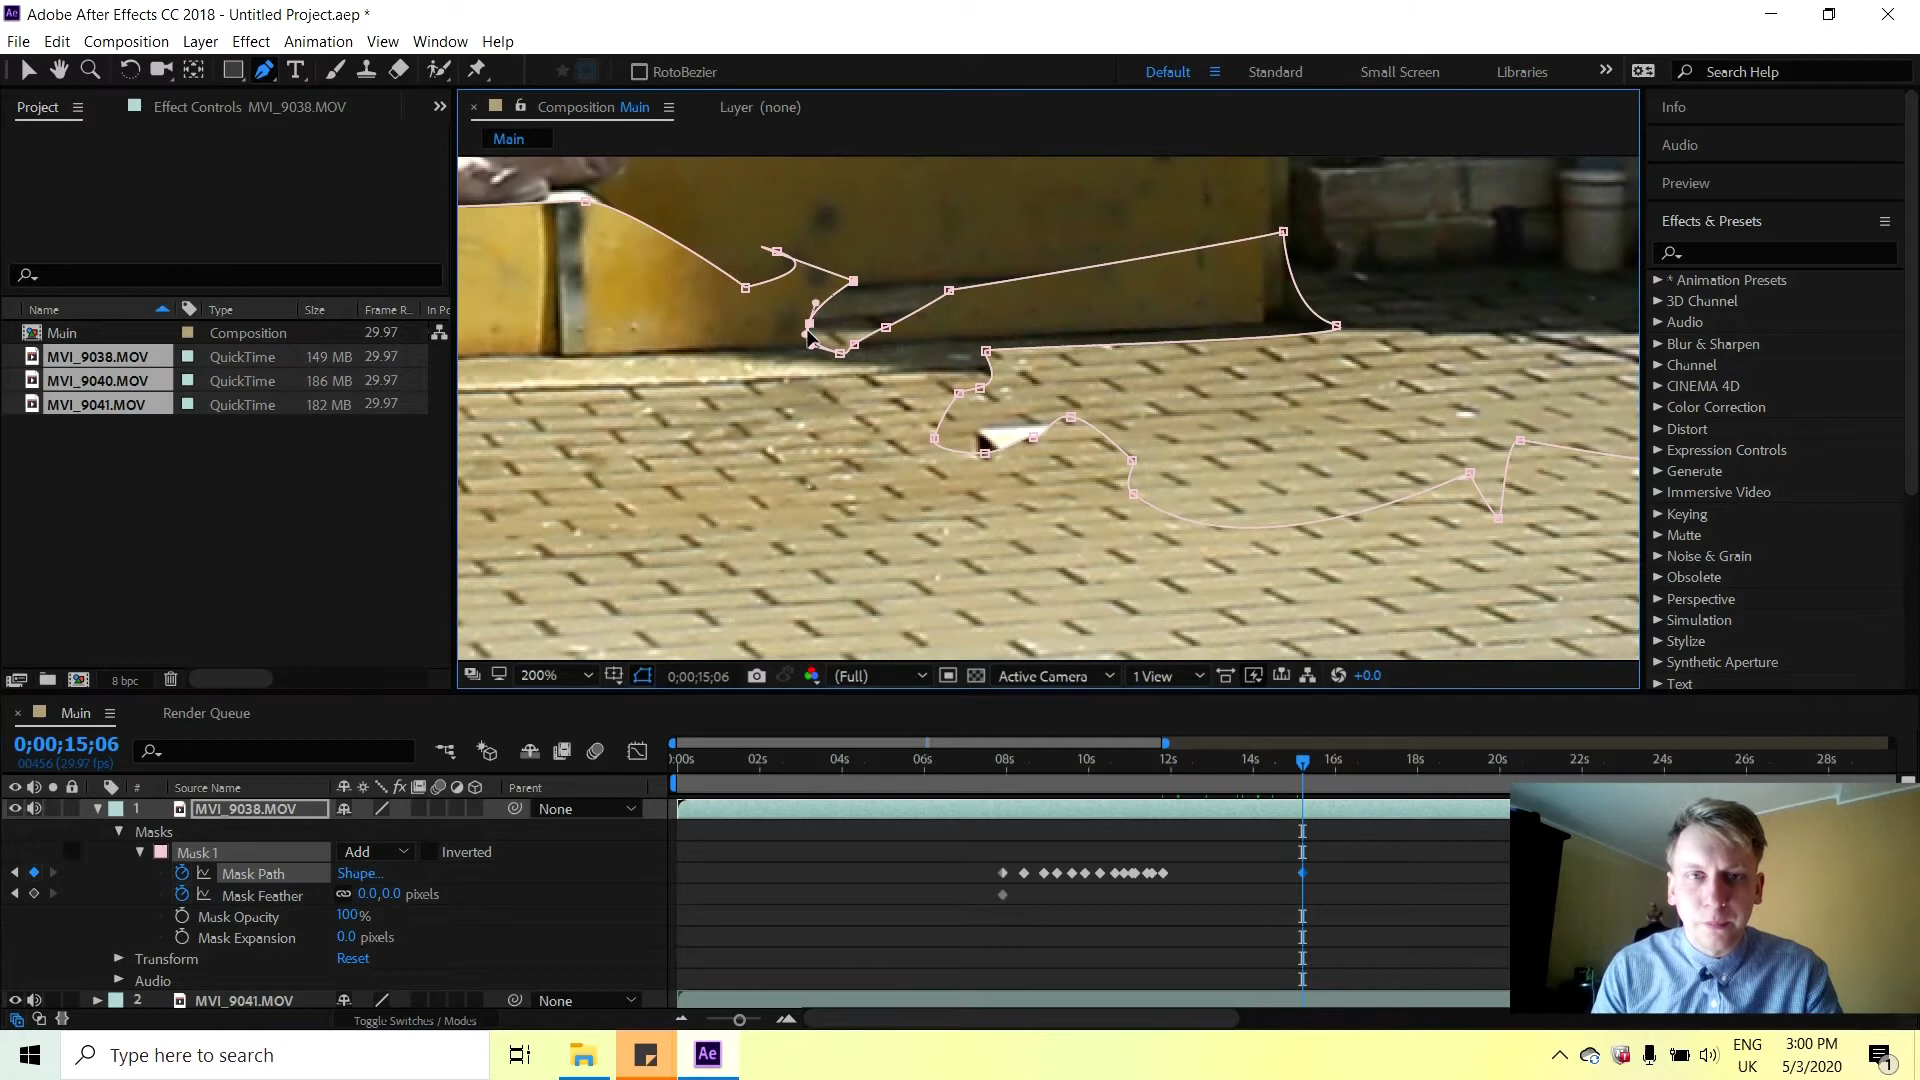 Adobe After Effects CC 2018 - Untitled Project.aep *
File Edit Composition Layer Effect Animation View Window Help
RotoBezier
Default Standard Small Screen Libraries Search Help
Project Effect Controls MVI_9038.MOV
Composition Main Layer (none)
Main
Name Type Size Frame R... In Po
Main Composition 29.97
MVI_9038.MOV QuickTime 149 MB 29.97
MVI_9040.MOV QuickTime 186 MB 29.97
MVI_9041.MOV QuickTime 182 MB 29.97
8 bpc
200% 0;00;15;06 (Full) Active Camera 1 View +0.0
Info
Audio
Preview
Effects & Presets
* Animation Presets
3D Channel
Audio
Blur & Sharpen
Channel
CINEMA 4D
Color Correction
Distort
Expression Controls
Generate
Immersive Video
Keying
Matte
Noise & Grain
Obsolete
Perspective
Simulation
Stylize
Synthetic Aperture
Text
Main Render Queue
0;00;15;06
00456 (29.97 fps)
:00s 02s 04s 06s 08s 10s 12s 14s 16s 18s 20s 22s 24s 26s 28s
# Source Name Parent
1 MVI_9038.MOV None
Masks
Mask 1 Add Inverted
Mask Path Shape...
Mask Feather 0.0,0.0 pixels
Mask Opacity 100%
Mask Expansion 0.0 pixels
Transform Reset
Audio
2 MVI_9041.MOV None
Toggle Switches / Modes
Type here to search
Ae
ENG
UK
3:00 PM
5/3/2020
1